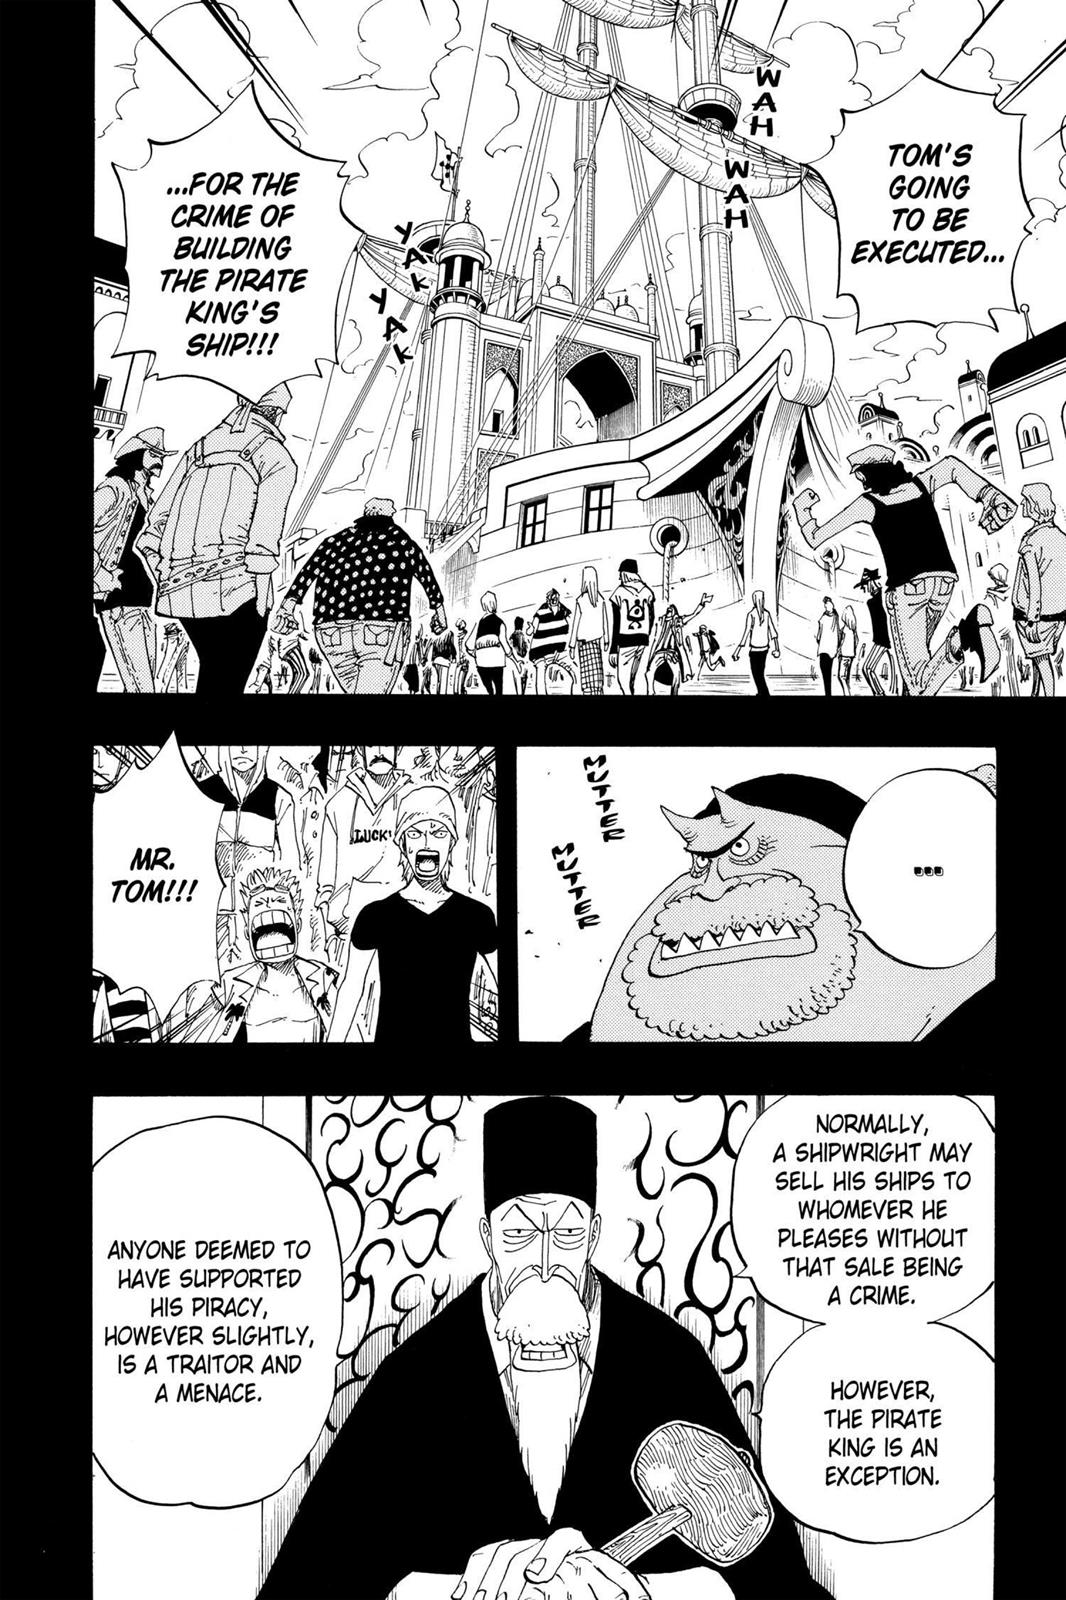 TOM'S
GOING
TO BE
EXECUTED...
WAH
WAH
...FOR THE
CRIME OF
BUILDING
THE PIRATE
KING'S
SHIP!!!
YAK
YAK
...
MUTTER
MUTTER
MR.
TOM!!!
LUCKY
NORMALLY,
A SHIPWRIGHT MAY
SELL HIS SHIPS TO
WHOMEVER HE
PLEASES WITHOUT
THAT SALE BEING
A CRIME.
HOWEVER,
THE PIRATE
KING IS AN
EXCEPTION.
ANYONE DEEMED TO
HAVE SUPPORTED
HIS PIRACY,
HOWEVER SLIGHTLY,
IS A TRAITOR AND
A MENACE.